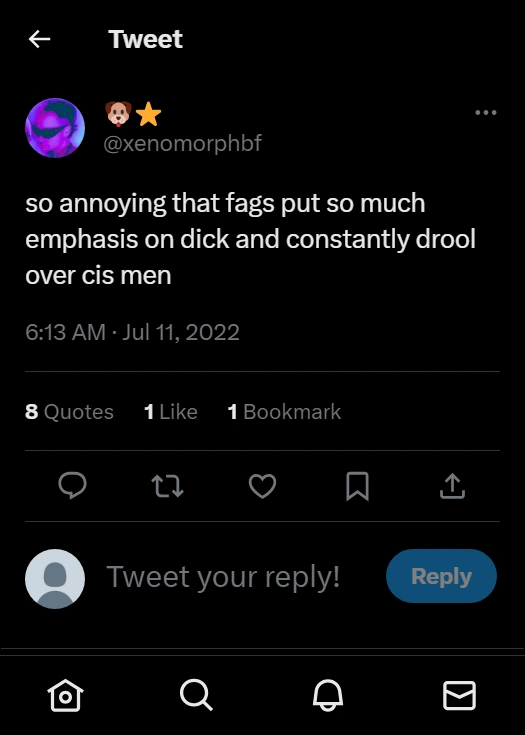 Tweet
🐶⭐
@xenomorphbf
so annoying that fags put so much
emphasis on dick and constantly drool
over cis men
6:13 AM · Jul 11, 2022
8 Quotes 1 Like 1 Bookmark
Tweet your reply!
Reply